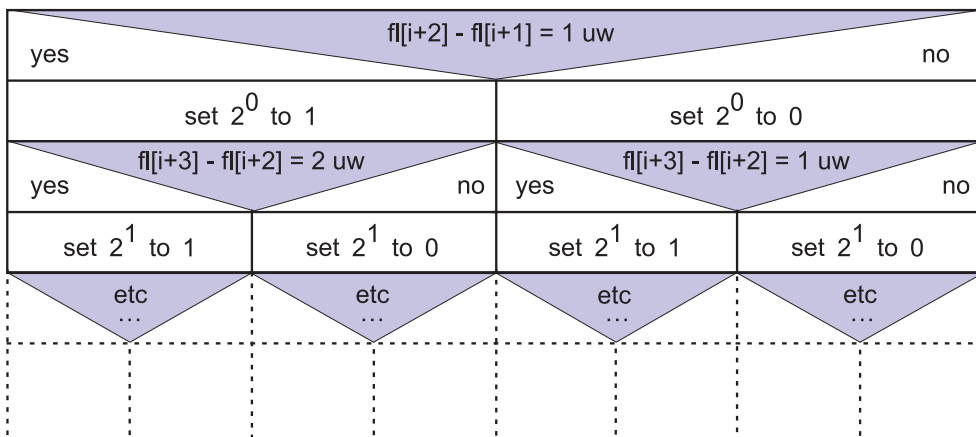 fl[i+2] - fl[i+1] = 1 uw
yes no
set 2^0 to 1 set 2^0 to 0
fl[i+3] - fl[i+2] = 2 uw fl[i+3] - fl[i+2] = 1 uw
yes no yes no
set 2^1 to 1 set 2^1 to 0 set 2^1 to 1 set 2^1 to 0
etc etc etc etc
... ... ... ...